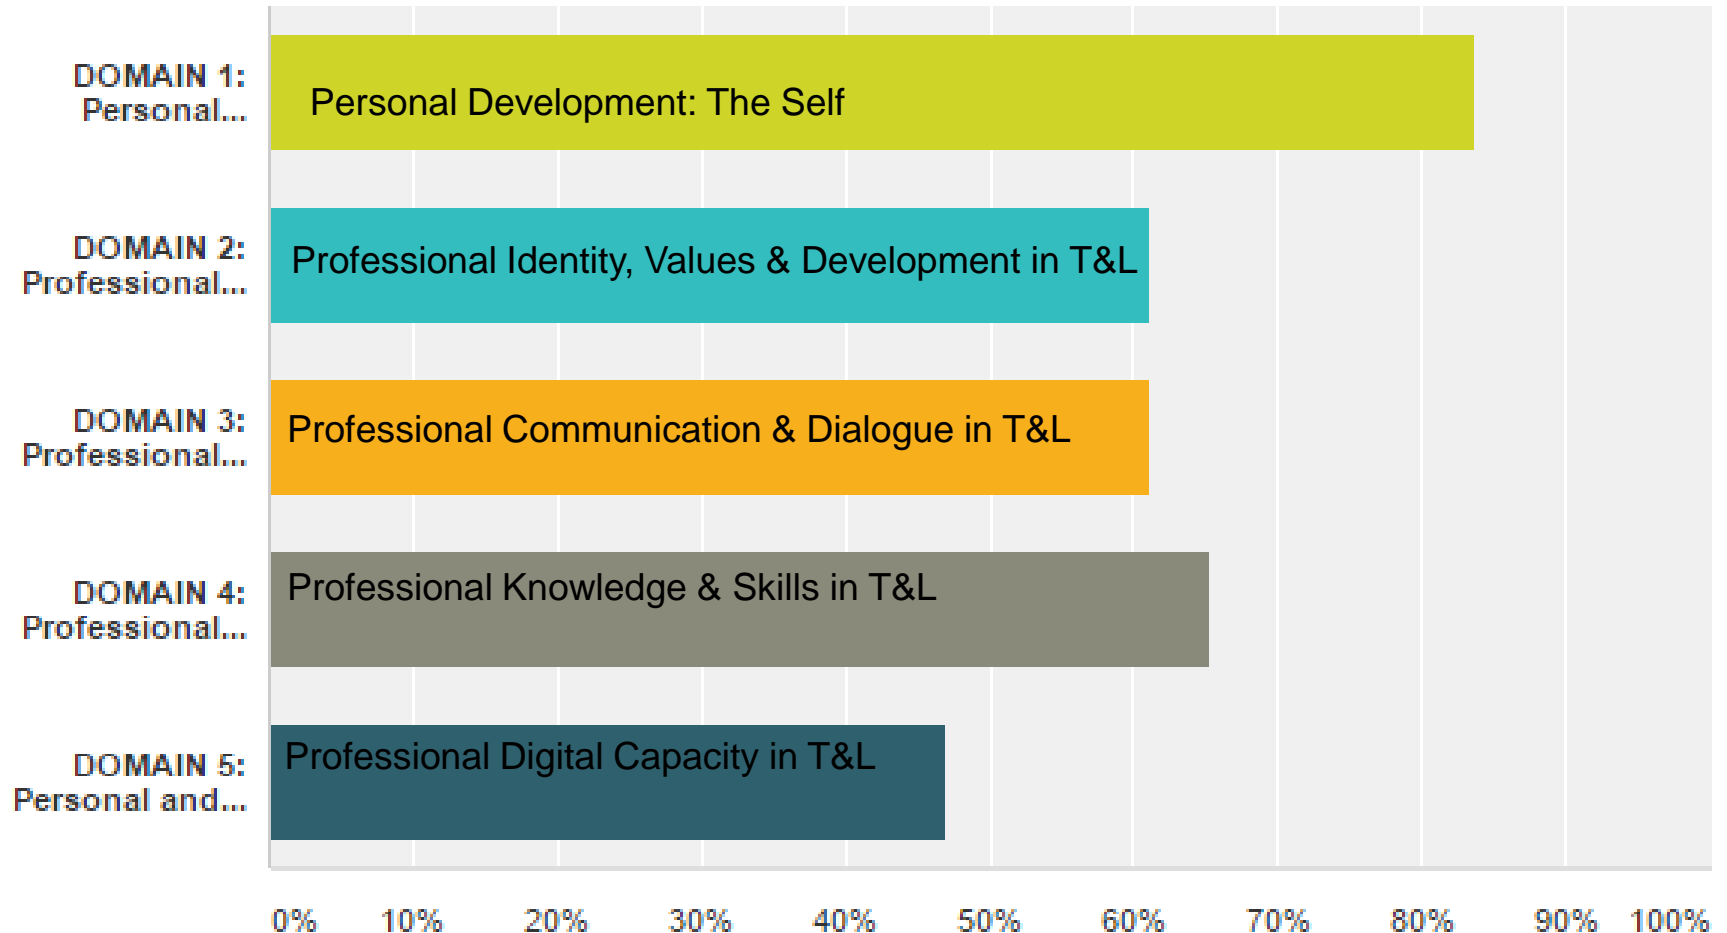 DOMAIN 1:
Personal...
Personal Development: The Self
DOMAIN 2:
Professional...
Professional Identity, Values & Development in T&L
DOMAIN 3:
Professional...
Professional Communication & Dialogue in T&L
DOMAIN 4:
Professional...
Professional Knowledge & Skills in T&L
DOMAIN 5:
Personal and...
Professional Digital Capacity in T&L
0% 10% 20% 30% 40% 50% 60% 70% 80% 90% 100%